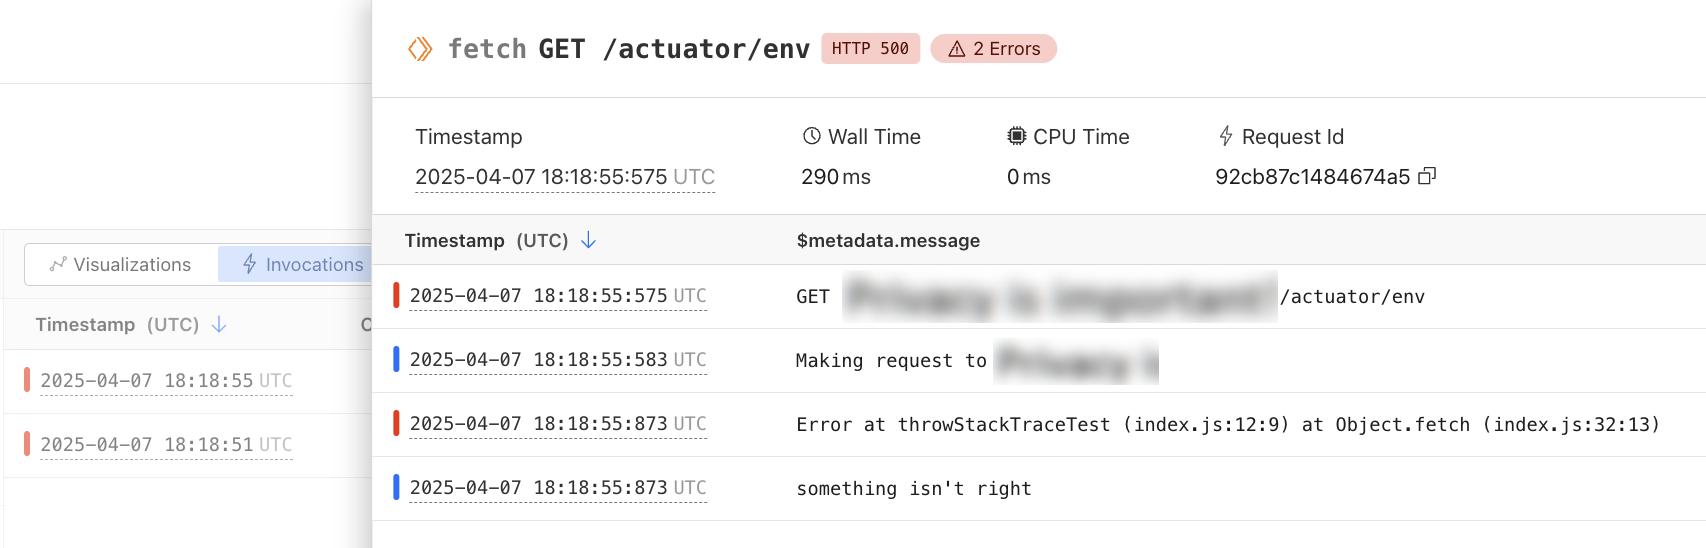 fetch GET /actuator/env HTTP 500 2 Errors
Timestamp Wall Time CPU Time Request Id
2025-04-07 18:18:55:575 UTC 290 ms 0 ms 92cb87c1484674a5
Timestamp (UTC) $metadata.message
2025-04-07 18:18:55:575 UTC GET /actuator/env
2025-04-07 18:18:55:583 UTC Making request to
2025-04-07 18:18:55:873 UTC Error at throwStackTraceTest (index.js:12:9) at Object.fetch (index.js:32:13)
2025-04-07 18:18:55:873 UTC something isn't right
Visualizations Invocations
Timestamp (UTC)
2025-04-07 18:18:55 UTC
2025-04-07 18:18:51 UTC